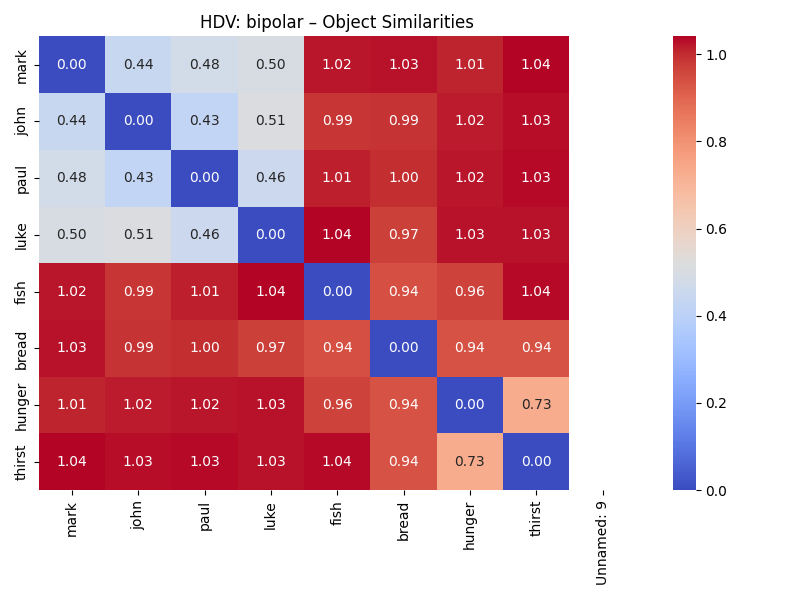 HDV: bipolar – Object Similarities
mark 0.00 0.44 0.48 0.50 1.02 1.03 1.01 1.04
john 0.44 0.00 0.43 0.51 0.99 0.99 1.02 1.03
paul 0.48 0.43 0.00 0.46 1.01 1.00 1.02 1.03
luke 0.50 0.51 0.46 0.00 1.04 0.97 1.03 1.03
fish 1.02 0.99 1.01 1.04 0.00 0.94 0.96 1.04
bread 1.03 0.99 1.00 0.97 0.94 0.00 0.94 0.94
hunger 1.01 1.02 1.02 1.03 0.96 0.94 0.00 0.73
thirst 1.04 1.03 1.03 1.03 1.04 0.94 0.73 0.00
mark john paul luke fish bread hunger thirst Unnamed: 9
1.0
0.8
0.6
0.4
0.2
0.0